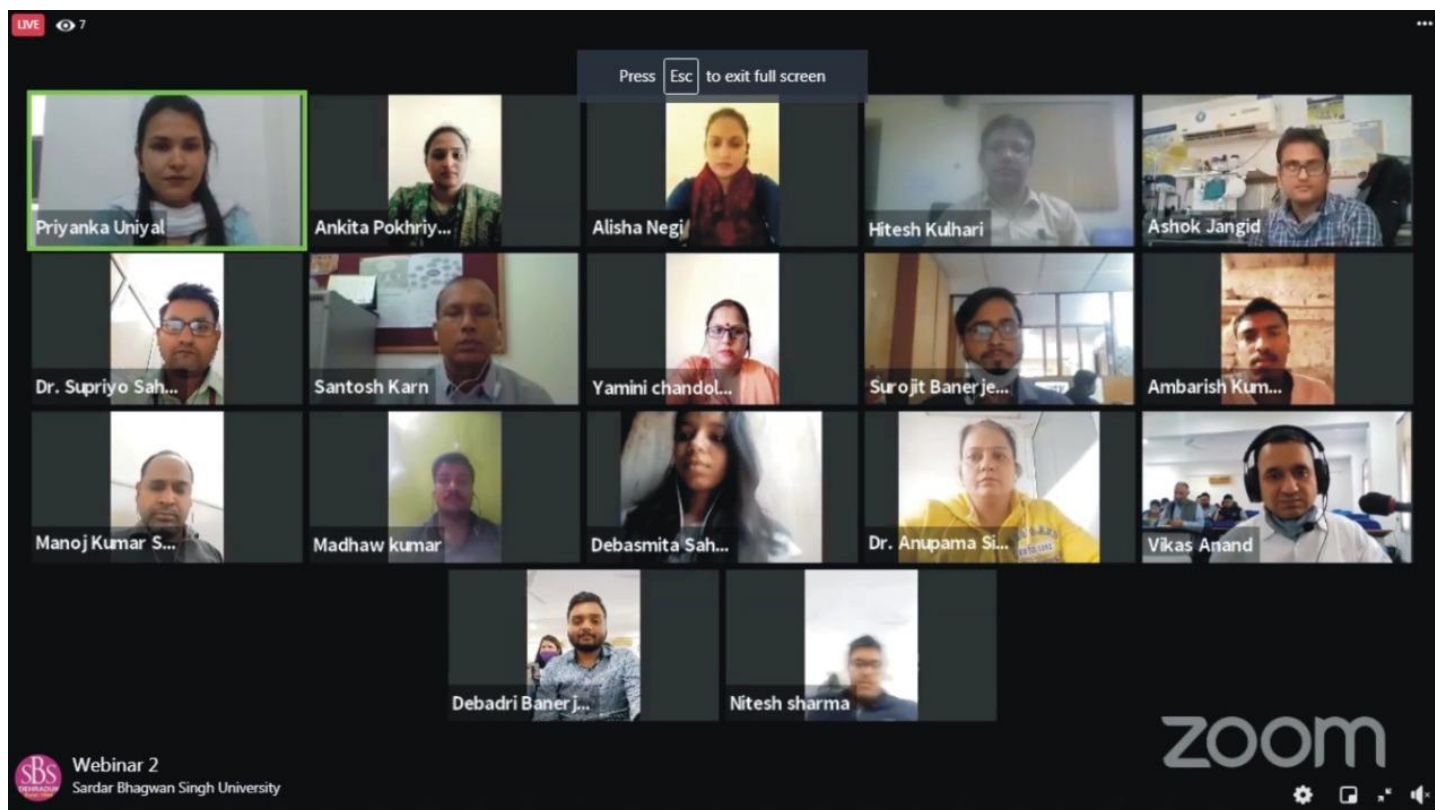 LIVE 7
Press Esc to exit full screen
Priyanka Uniyal
Ankita Pokhriy...
Alisha Negi
Hitesh Kulhari
Ashok Jangid
Dr. Supriyo Sah...
Santosh Karn
Yamini chandol...
Surojit Banerje...
Ambarish Kum...
Manoj Kumar S...
Madhaw kumar
Debasmita Sah...
Dr. Anupama Si...
Vikas Anand
Debadri Banerj...
Nitesh sharma
zoom
SBS
DEHRADUN
Webinar 2
Sardar Bhagwan Singh University